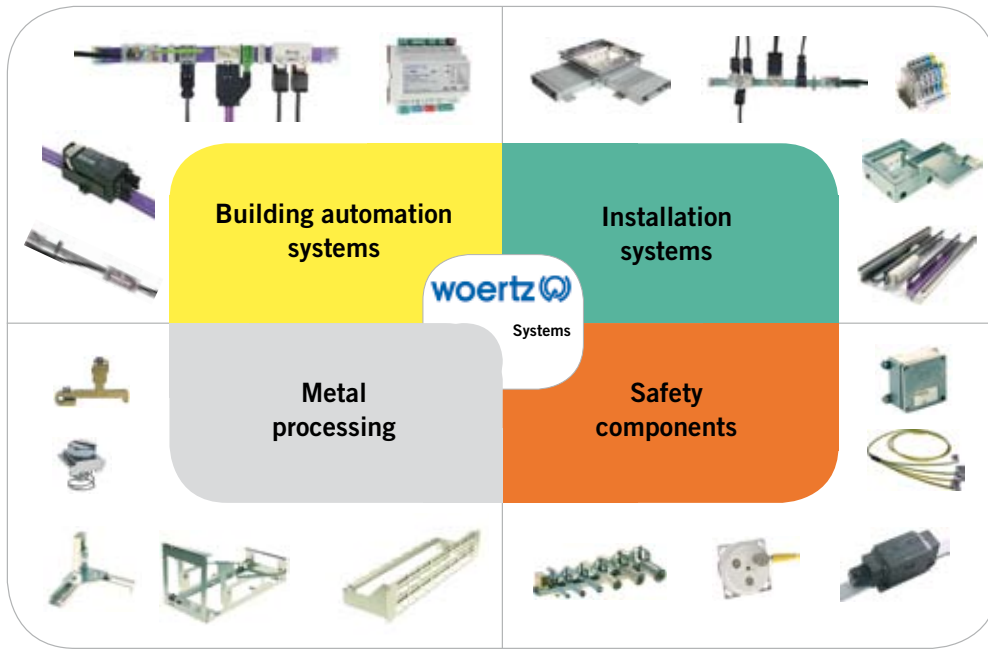 Building automation
systems
Installation
systems
woertz
Systems
Metal
processing
Safety
components